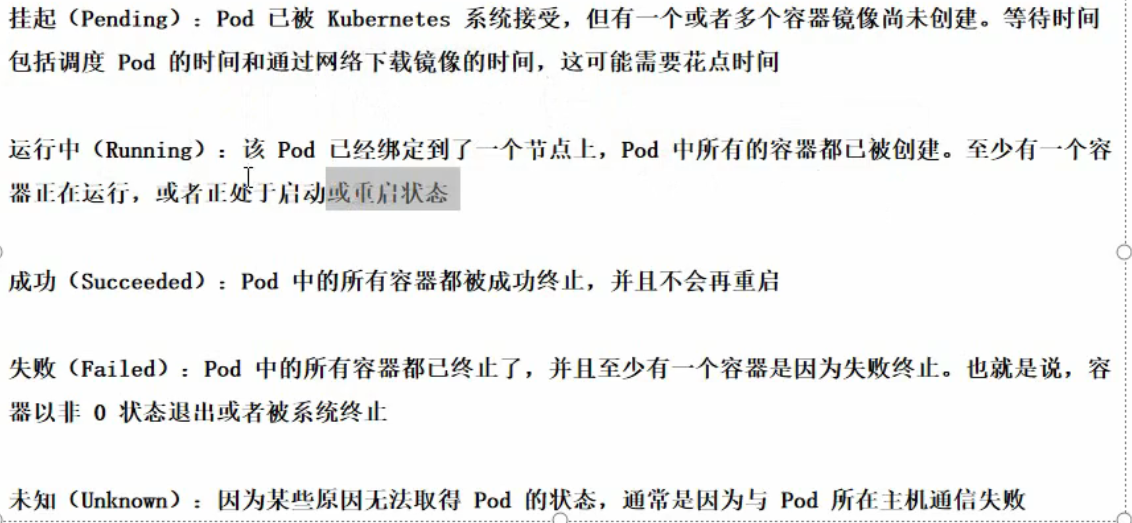 挂起（Pending）：Pod 已被 Kubernetes 系统接受，但有一个或者多个容器镜像尚未创建。等待时间
包括调度 Pod 的时间和通过网络下载镜像的时间，这可能需要花点时间
运行中（Running）：该 Pod 已经绑定到了一个节点上，Pod 中所有的容器都已被创建。至少有一个容
器正在运行，或者正处于启动或重启状态
成功（Succeeded）：Pod 中的所有容器都被成功终止，并且不会再重启
失败（Failed）：Pod 中的所有容器都已终止了，并且至少有一个容器是因为失败终止。也就是说，容
器以非 0 状态退出或者被系统终止
未知（Unknown）：因为某些原因无法取得 Pod 的状态，通常是因为与 Pod 所在主机通信失败